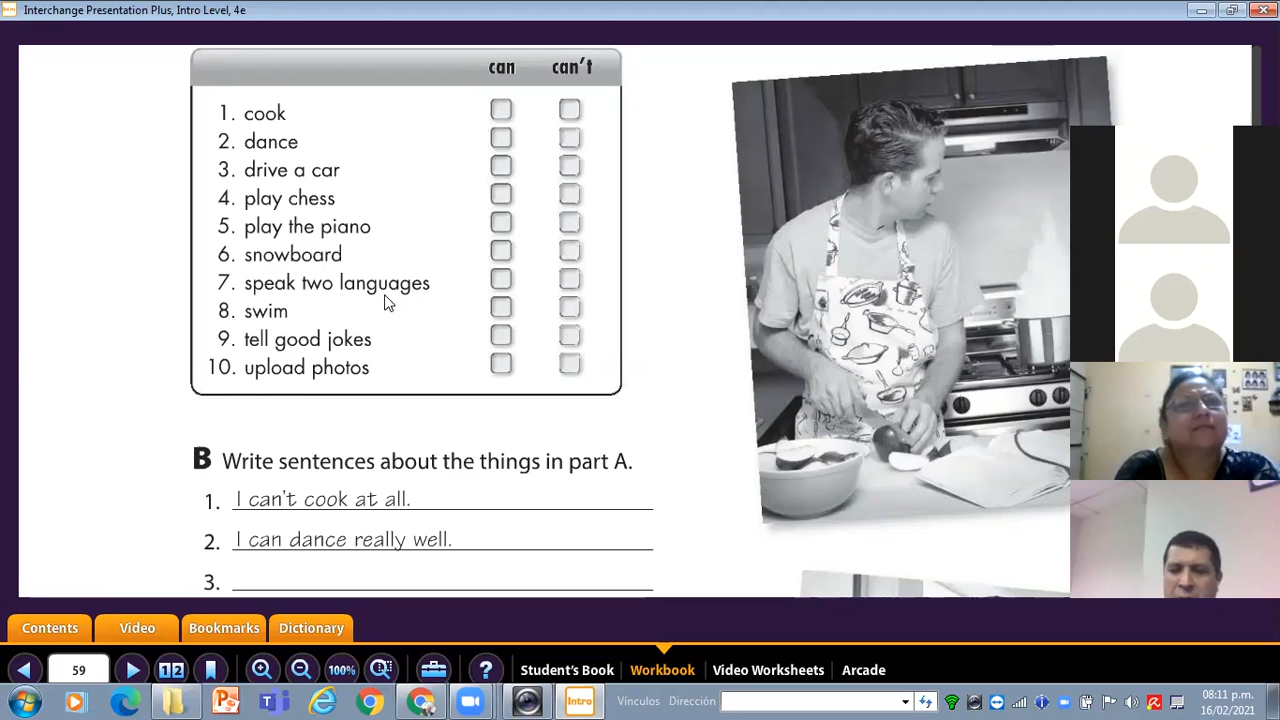 Interchange Presentation Plus, Intro Level, 4e
can can't
1. cook
2. dance
3. drive a car
4. play chess
5. play the piano
6. snowboard
7. speak two languages
8. swim
9. tell good jokes
10. upload photos
B Write sentences about the things in part A.
1. I can't cook at all.
2. I can dance really well.
3.
Contents Video Bookmarks Dictionary
59 12 100% ? Student's Book Workbook Video Worksheets Arcade
Intro Vínculos Dirección 08:11 p.m.
16/02/2021